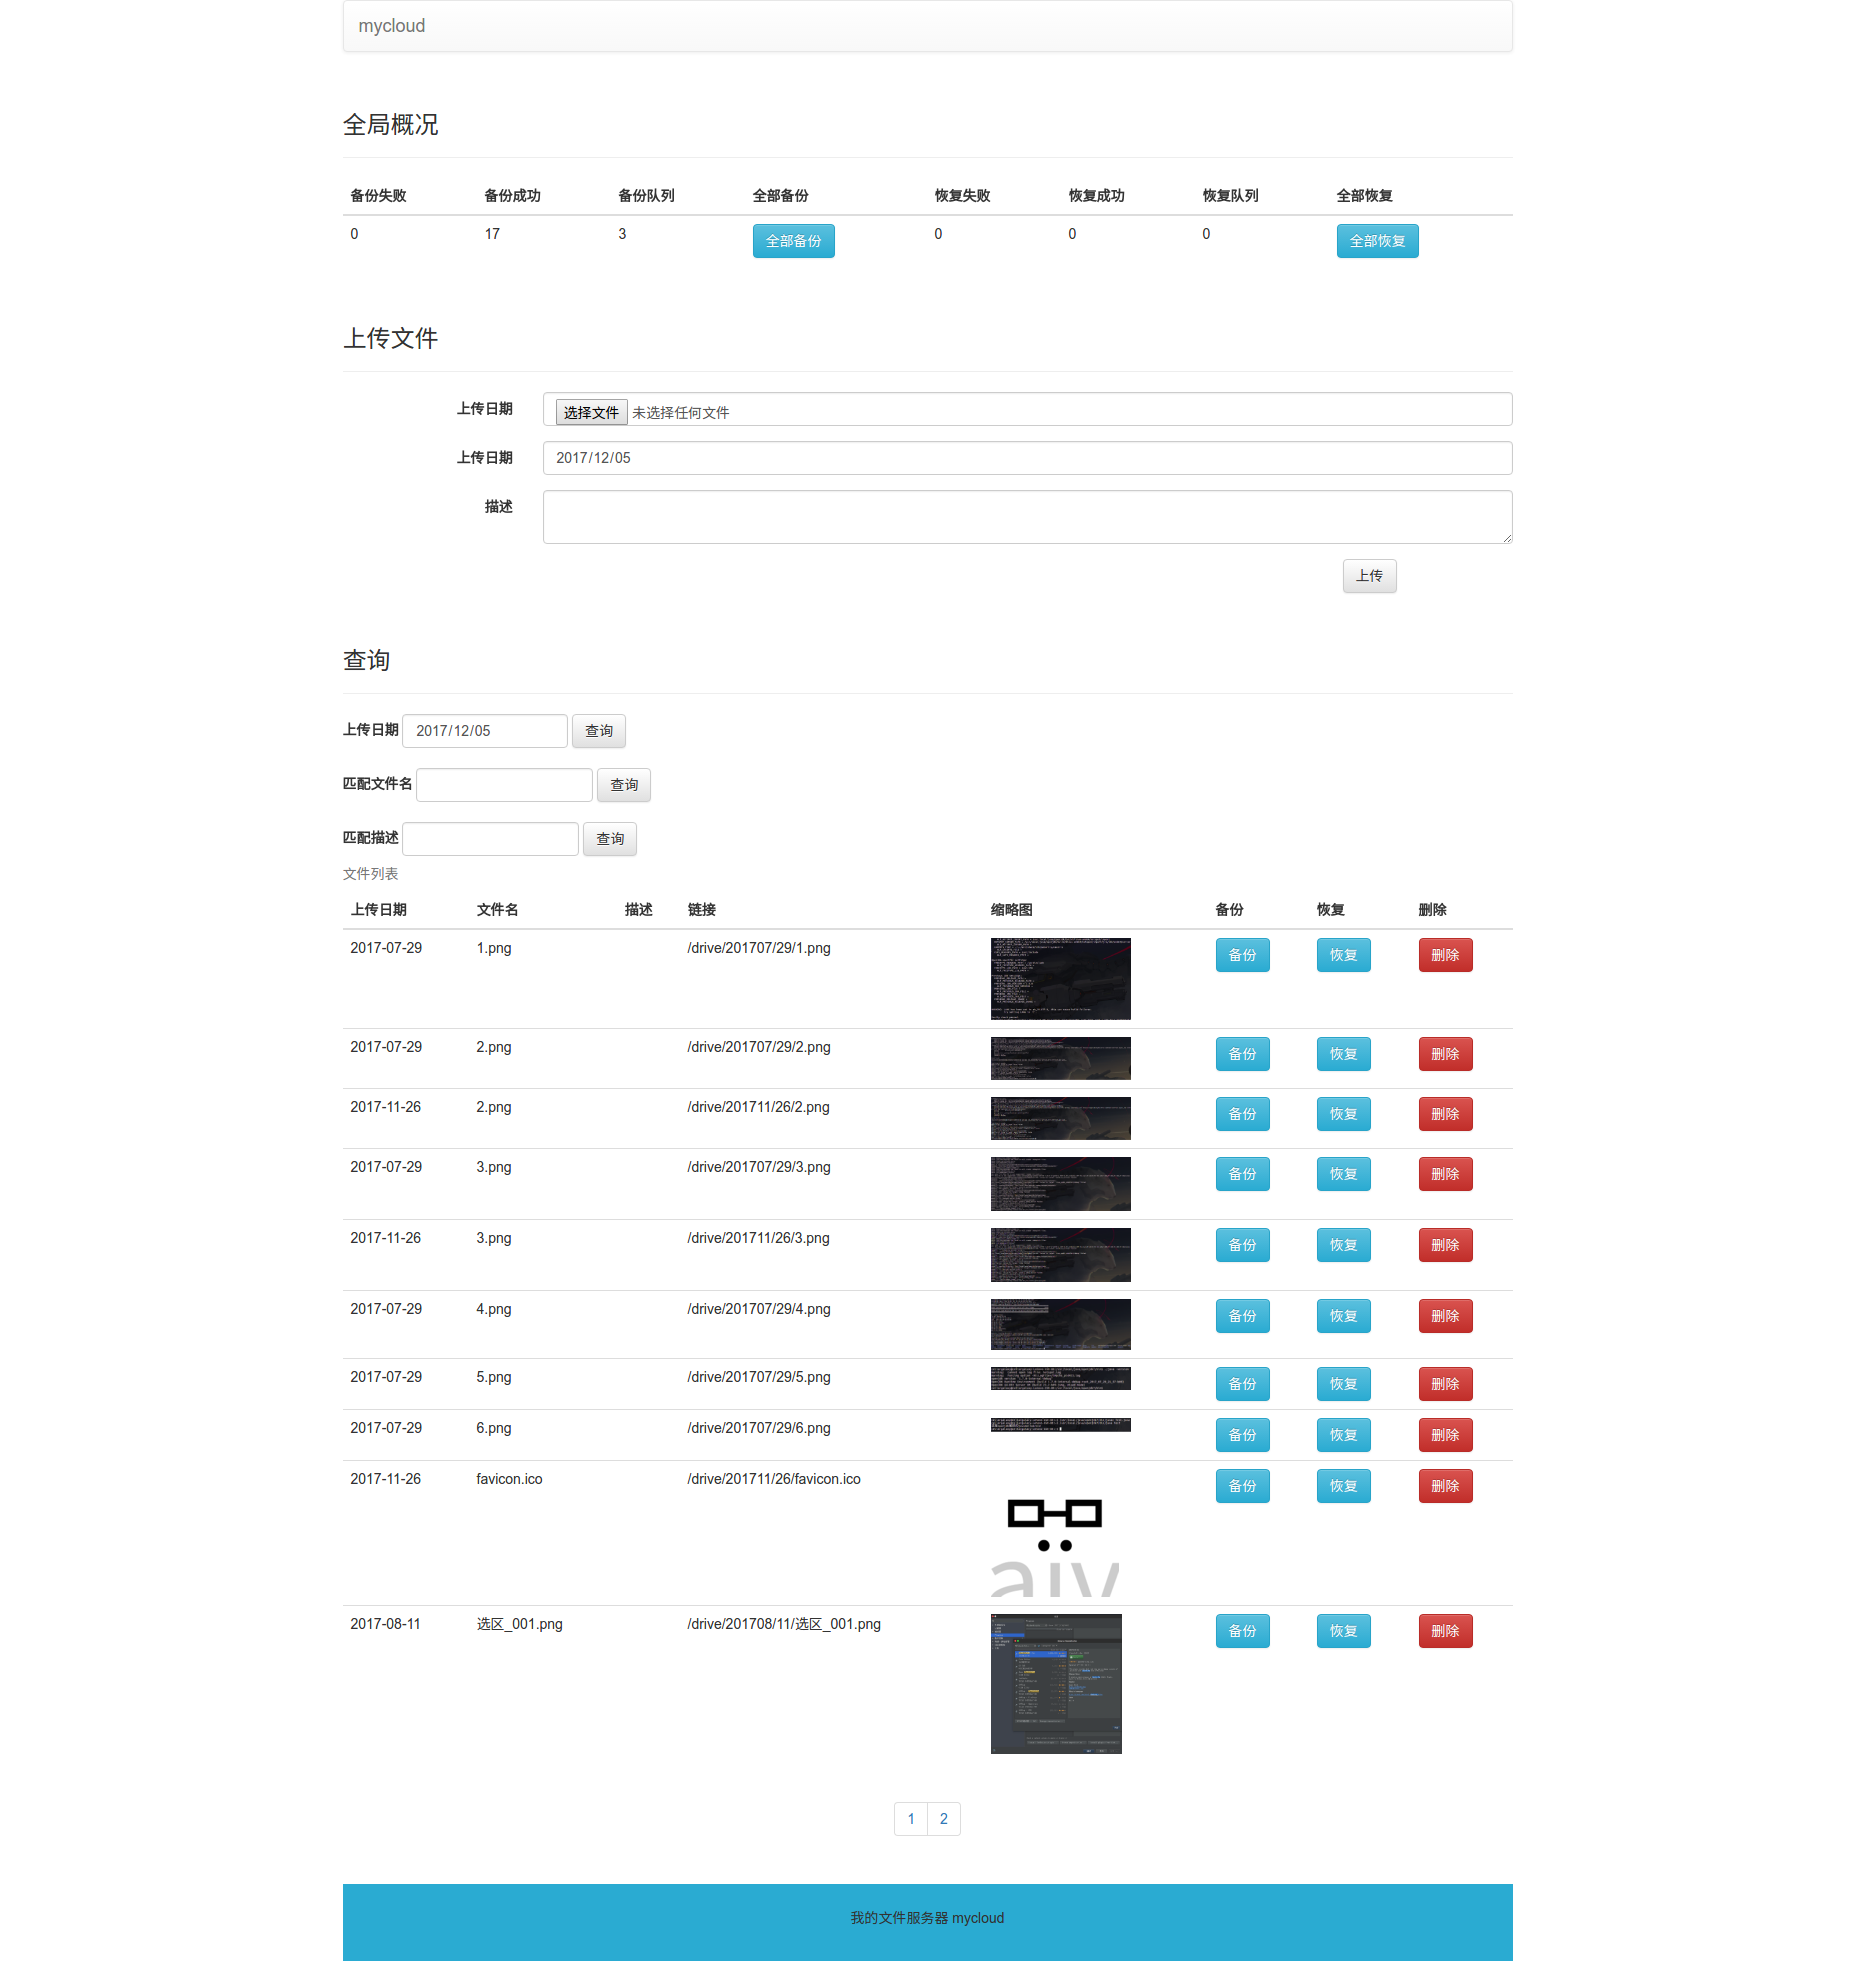 mycloud
全局概况
备份失败 备份成功 备份队列 全部备份 恢复失败 恢复成功 恢复队列 全部恢复
0 17 3 全部备份 0 0 0 全部恢复
上传文件
上传日期 选择文件 未选择任何文件
上传日期 2017/12/05
描述
上传
查询
上传日期 2017/12/05 查询
匹配文件名 查询
匹配描述 查询
文件列表
上传日期 文件名 描述 链接 缩略图 备份 恢复 删除
2017-07-29 1.png /drive/201707/29/1.png 备份 恢复 删除
2017-07-29 2.png /drive/201707/29/2.png 备份 恢复 删除
2017-11-26 2.png /drive/201711/26/2.png 备份 恢复 删除
2017-07-29 3.png /drive/201707/29/3.png 备份 恢复 删除
2017-11-26 3.png /drive/201711/26/3.png 备份 恢复 删除
2017-07-29 4.png /drive/201707/29/4.png 备份 恢复 删除
2017-07-29 5.png /drive/201707/29/5.png 备份 恢复 删除
2017-07-29 6.png /drive/201707/29/6.png 备份 恢复 删除
2017-11-26 favicon.ico /drive/201711/26/favicon.ico 备份 恢复 删除
2017-08-11 选区_001.png /drive/201708/11/选区_001.png 备份 恢复 删除
1 2
我的文件服务器 mycloud